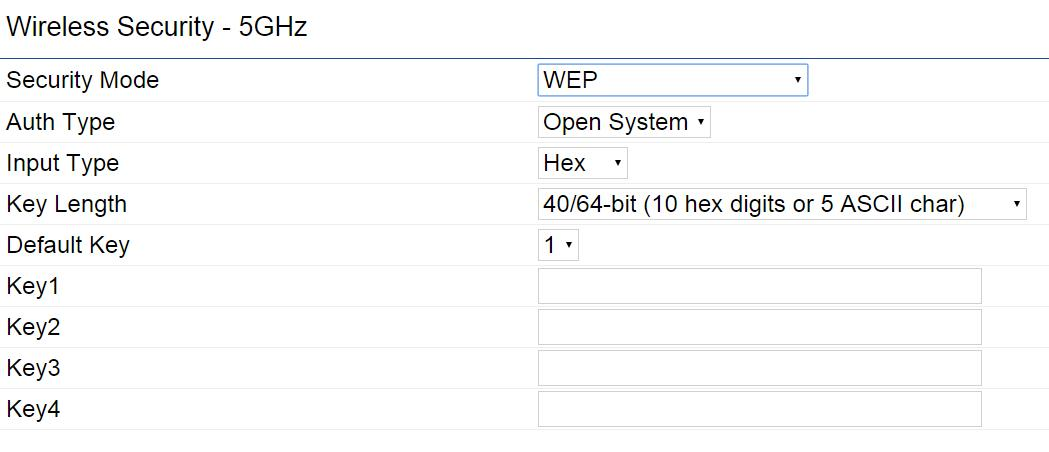 Wireless Security - 5GHz
Security Mode WEP
Auth Type Open System
Input Type Hex
Key Length 40/64-bit (10 hex digits or 5 ASCII char)
Default Key 1
Key1
Key2
Key3
Key4